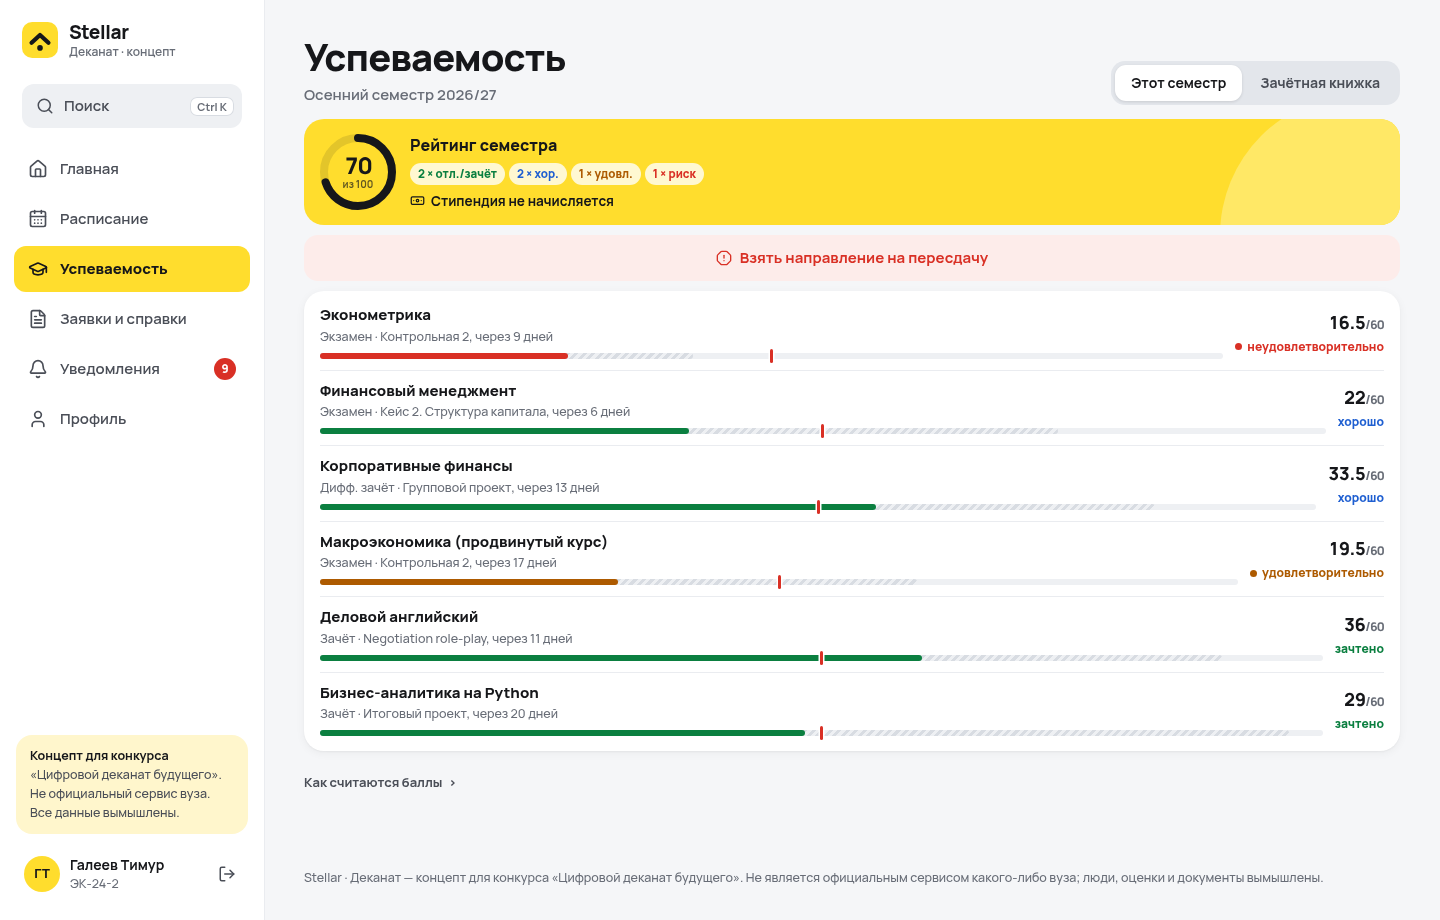 Stellar
Деканат · концепт
Поиск
Ctrl K
Главная
Расписание
Успеваемость
Заявки и справки
Уведомления
9
Профиль
Концепт для конкурса
«Цифровой деканат будущего».
Не официальный сервис вуза.
Все данные вымышлены.
ГТ
Галеев Тимур
ЭК-24-2
Успеваемость
Осенний семестр 2026/27
Этот семестр
Зачётная книжка
70
из 100
Рейтинг семестра
2 × отл./зачёт
2 × хор.
1 × удовл.
1 × риск
Стипендия не начисляется
Взять направление на пересдачу
Эконометрика
Экзамен · Контрольная 2, через 9 дней
16.5/60
неудовлетворительно
Финансовый менеджмент
Экзамен · Кейс 2. Структура капитала, через 6 дней
22/60
хорошо
Корпоративные финансы
Дифф. зачёт · Групповой проект, через 13 дней
33.5/60
хорошо
Макроэкономика (продвинутый курс)
Экзамен · Контрольная 2, через 17 дней
19.5/60
удовлетворительно
Деловой английский
Зачёт · Negotiation role-play, через 11 дней
36/60
зачтено
Бизнес-аналитика на Python
Зачёт · Итоговый проект, через 20 дней
29/60
зачтено
Как считаются баллы
Stellar · Деканат — концепт для конкурса «Цифровой деканат будущего». Не является официальным сервисом какого-либо вуза; люди, оценки и документы вымышлены.